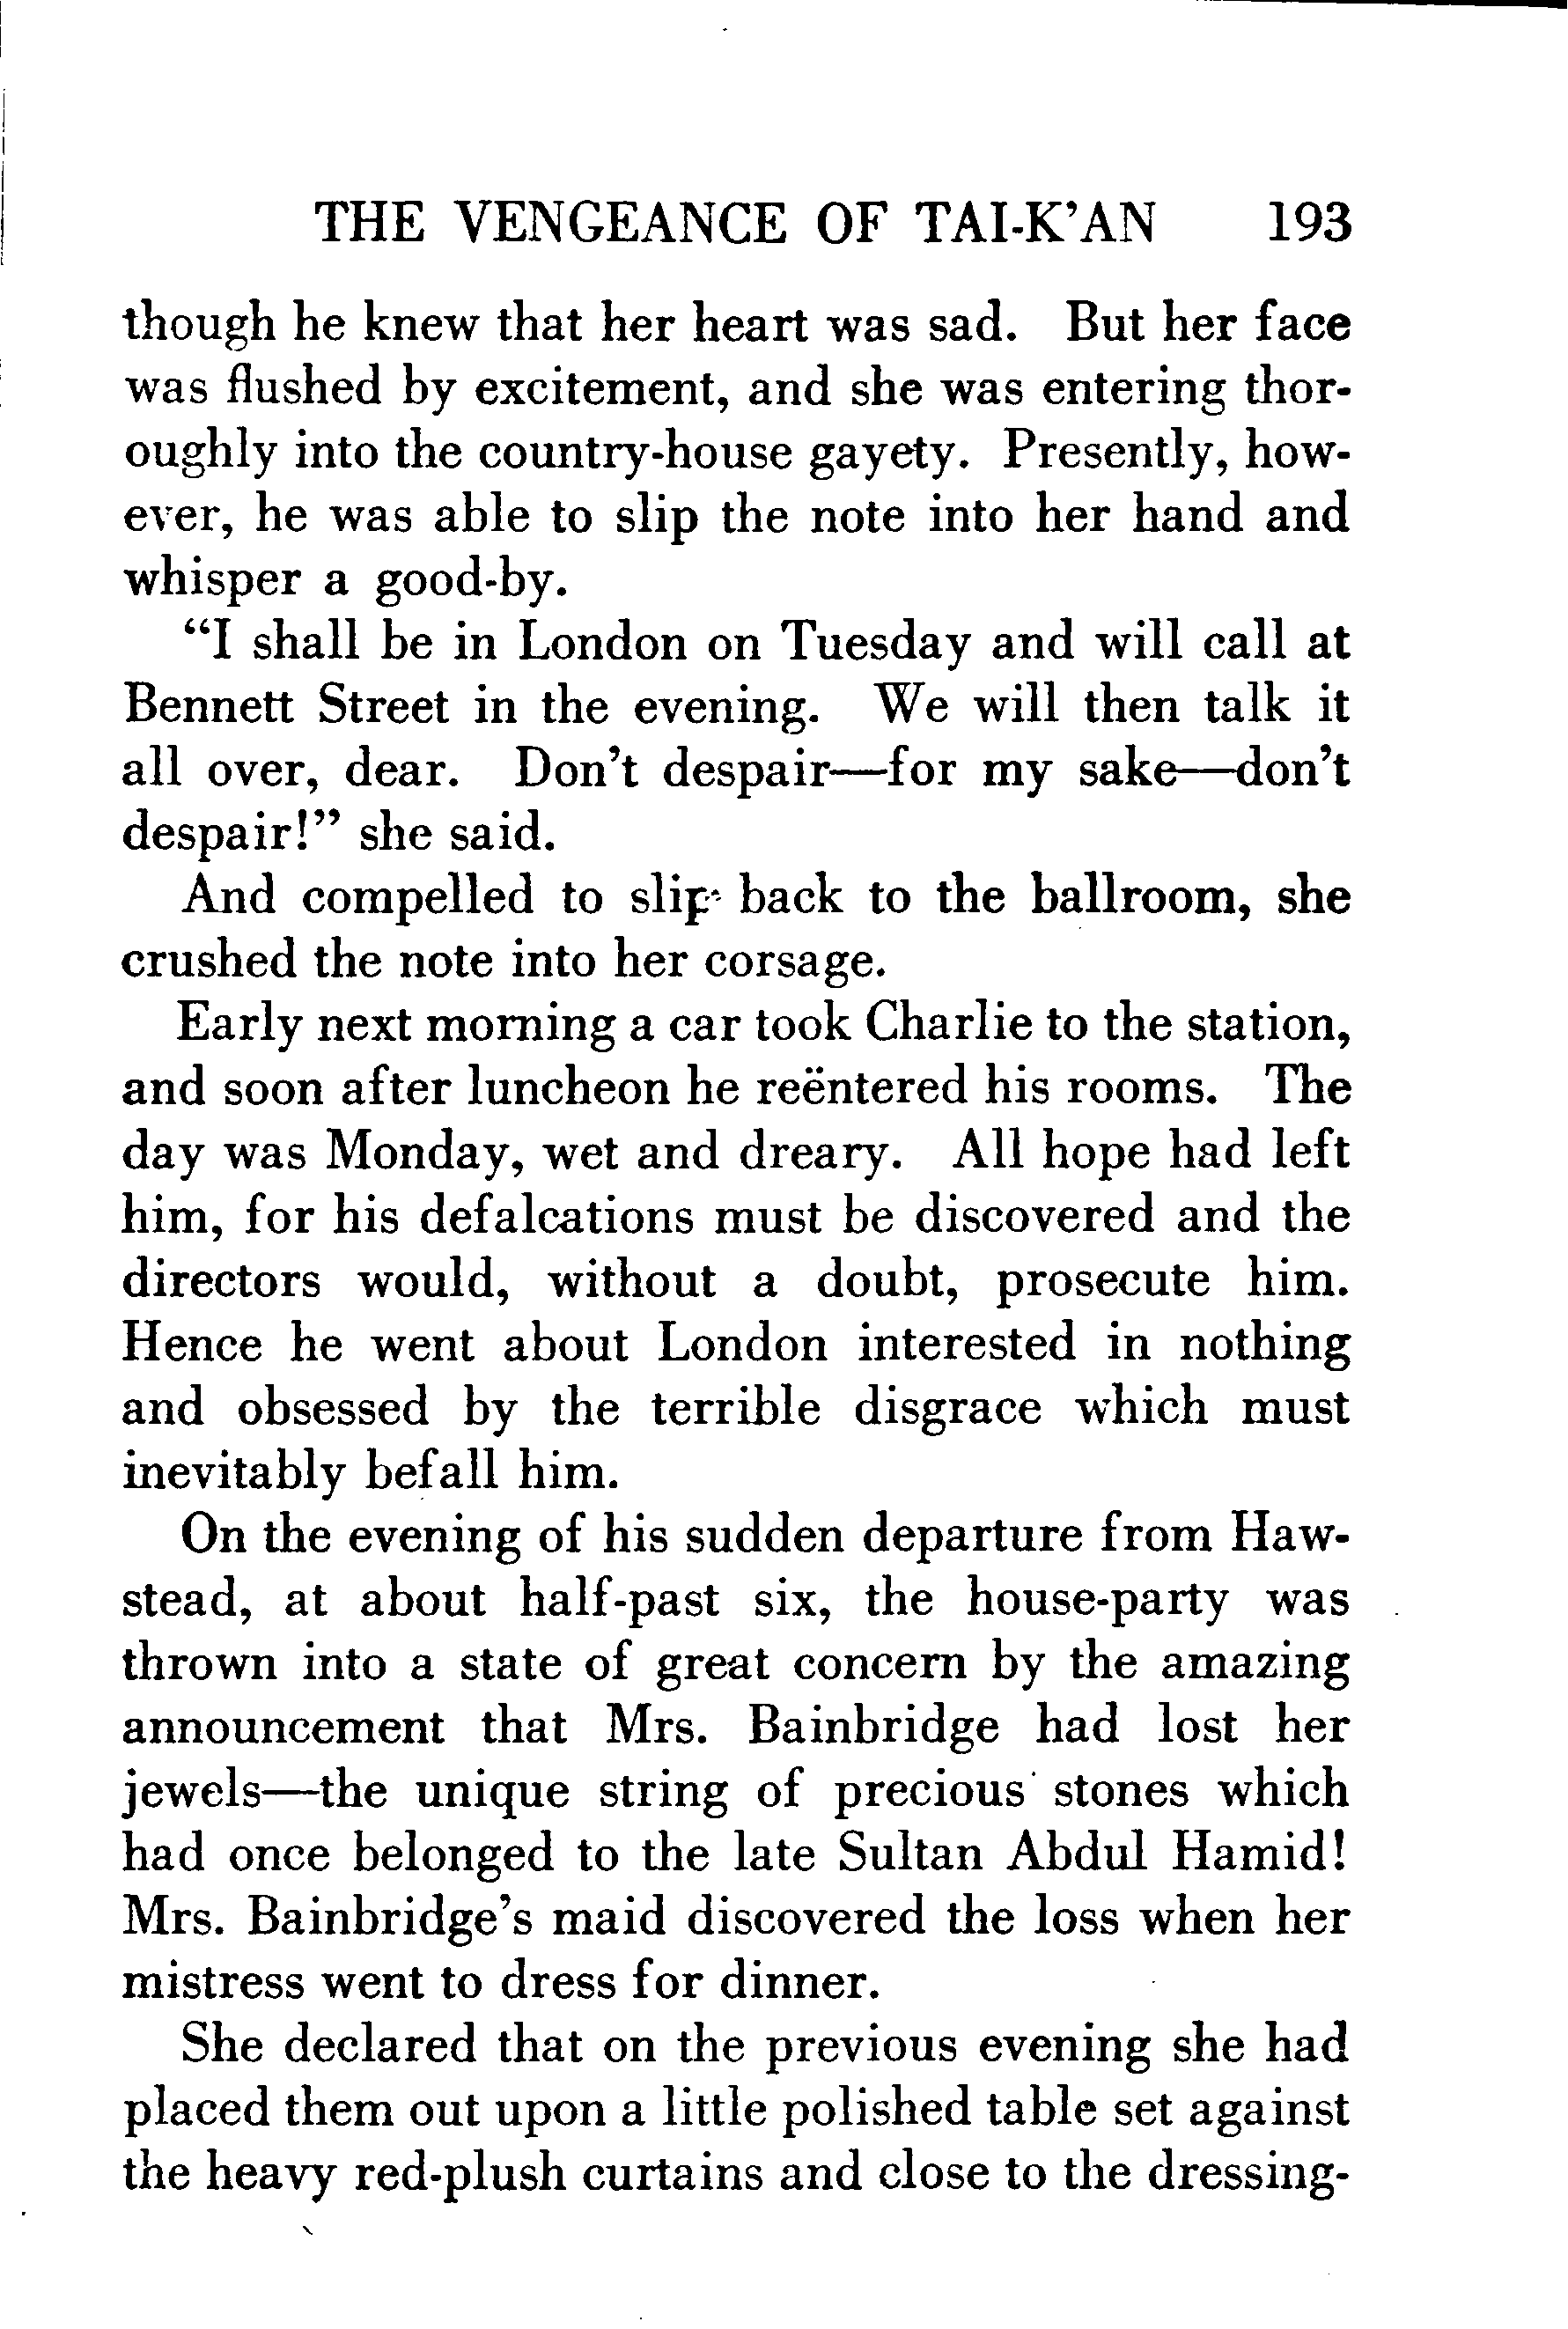 THE VENGEANCE OF TAI-K’AN 193
though he knew that her heart was sad. But her face
was flushed by excitement, and she was entering thor-
oughly into the country-house gayety. Presently, how-
ever, he was able to slip the note into her hand and
whisper a good-by.
“I shall be in London on Tuesday and will call at
Bennett Street in the evening. We will then talk it
all over, dear. Don’t despair—for my sake—don’t
despair!” she said.
And compelled to slip back to the ballroom, she
crushed the note into her corsage.
Early next morning a car took Charlie to the station,
and soon after luncheon he reëntered his rooms. The
day was Monday, wet and dreary. All hope had left
him, for his defalcations must be discovered and the
directors would, without a doubt, prosecute him.
Hence he went about London interested in nothing
and obsessed by the terrible disgrace which must
inevitably befall him.
On the evening of his sudden departure from Haw-
stead, at about half-past six, the house-party was
thrown into a state of great concern by the amazing
announcement that Mrs. Bainbridge had lost her
jewels—the unique string of precious stones which
had once belonged to the late Sultan Abdul Hamid!
Mrs. Bainbridge’s maid discovered the loss when her
mistress went to dress for dinner.
She declared that on the previous evening she had
placed them out upon a little polished table set against
the heavy red-plush curtains and close to the dressing-